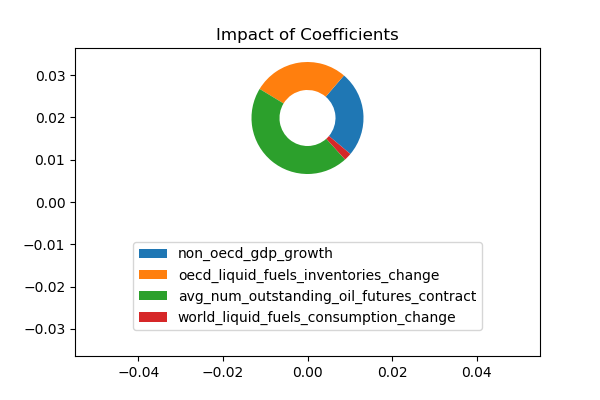 Impact of Coefficients
0.03
0.02
0.01
0.00
−0.01
−0.02
−0.03
non_oecd_gdp_growth
oecd_liquid_fuels_inventories_change
avg_num_outstanding_oil_futures_contract
world_liquid_fuels_consumption_change
−0.04 −0.02 0.00 0.02 0.04